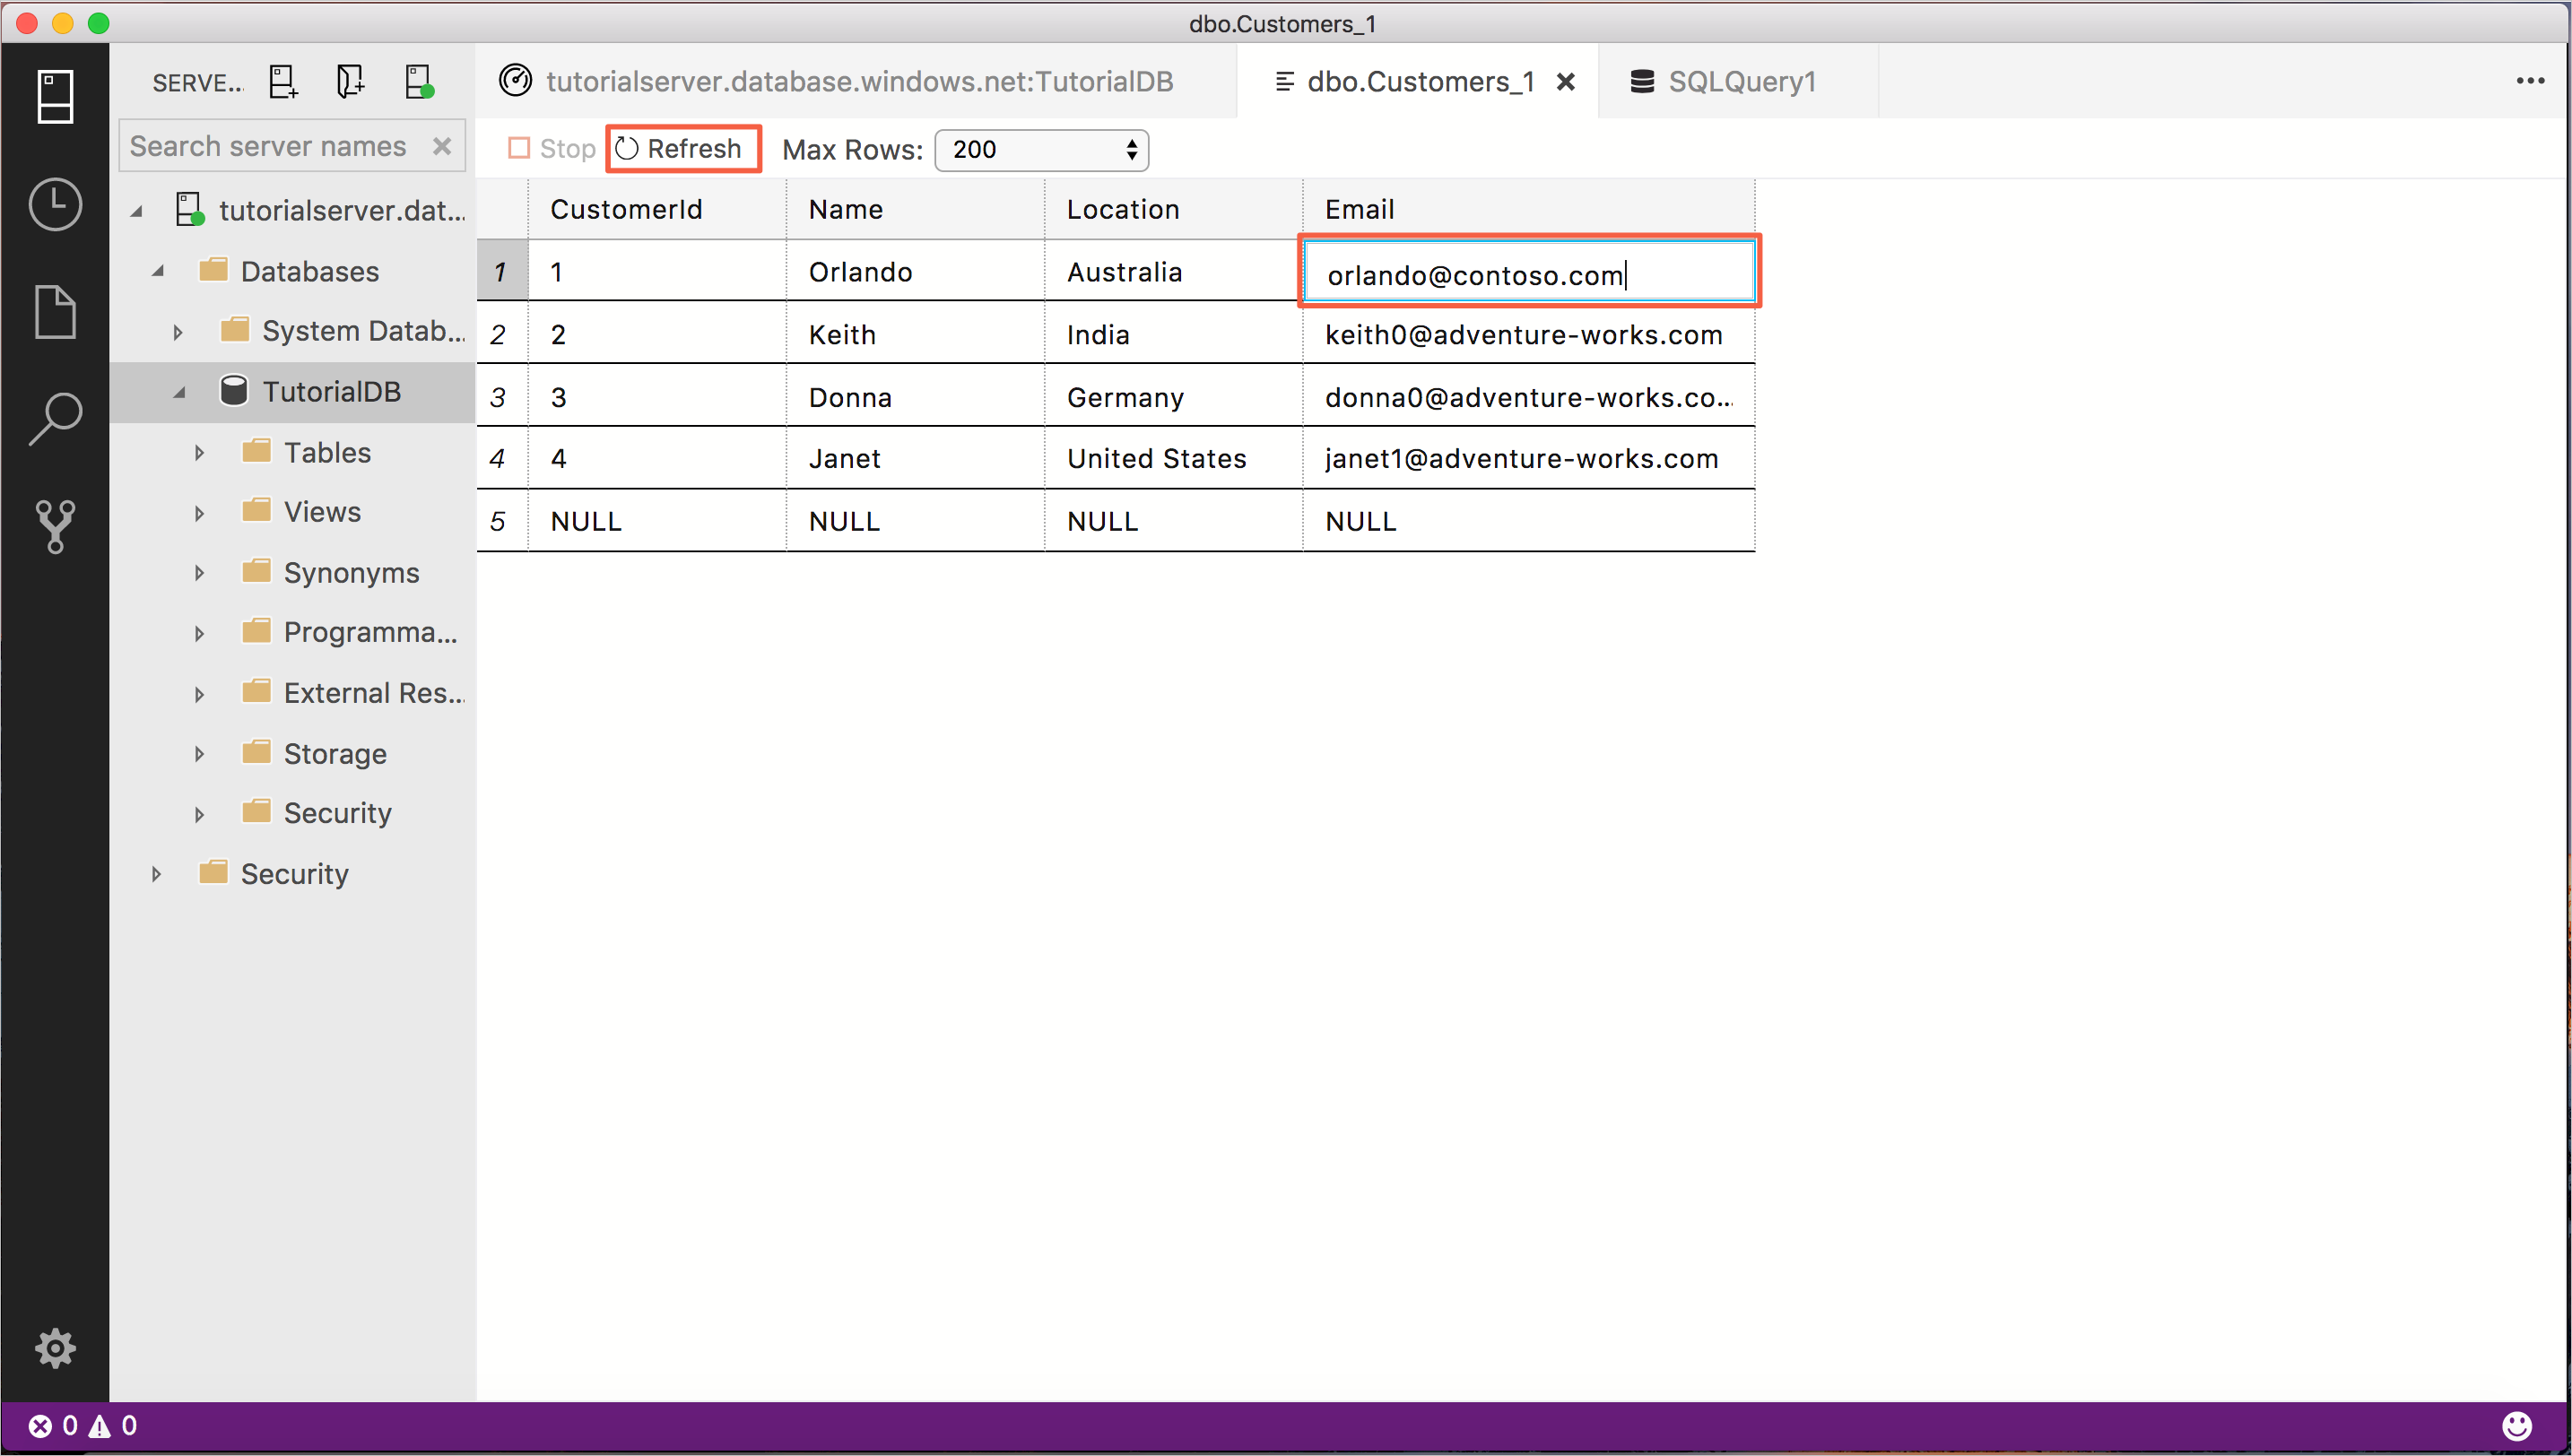 dbo.Customers_1
SERVE...
tutorialserver.database.windows.net:TutorialDB
dbo.Customers_1
SQLQuery1
Search server names
Stop
Refresh
Max Rows: 200
tutorialserver.dat...
Databases
System Datab...
TutorialDB
Tables
Views
Synonyms
Programma...
External Res...
Storage
Security
Security
CustomerId Name Location Email
1 1 Orlando Australia orlando@contoso.com
2 2 Keith India keith0@adventure-works.com
3 3 Donna Germany donna0@adventure-works.co...
4 4 Janet United States janet1@adventure-works.com
5 NULL NULL NULL NULL
0 0